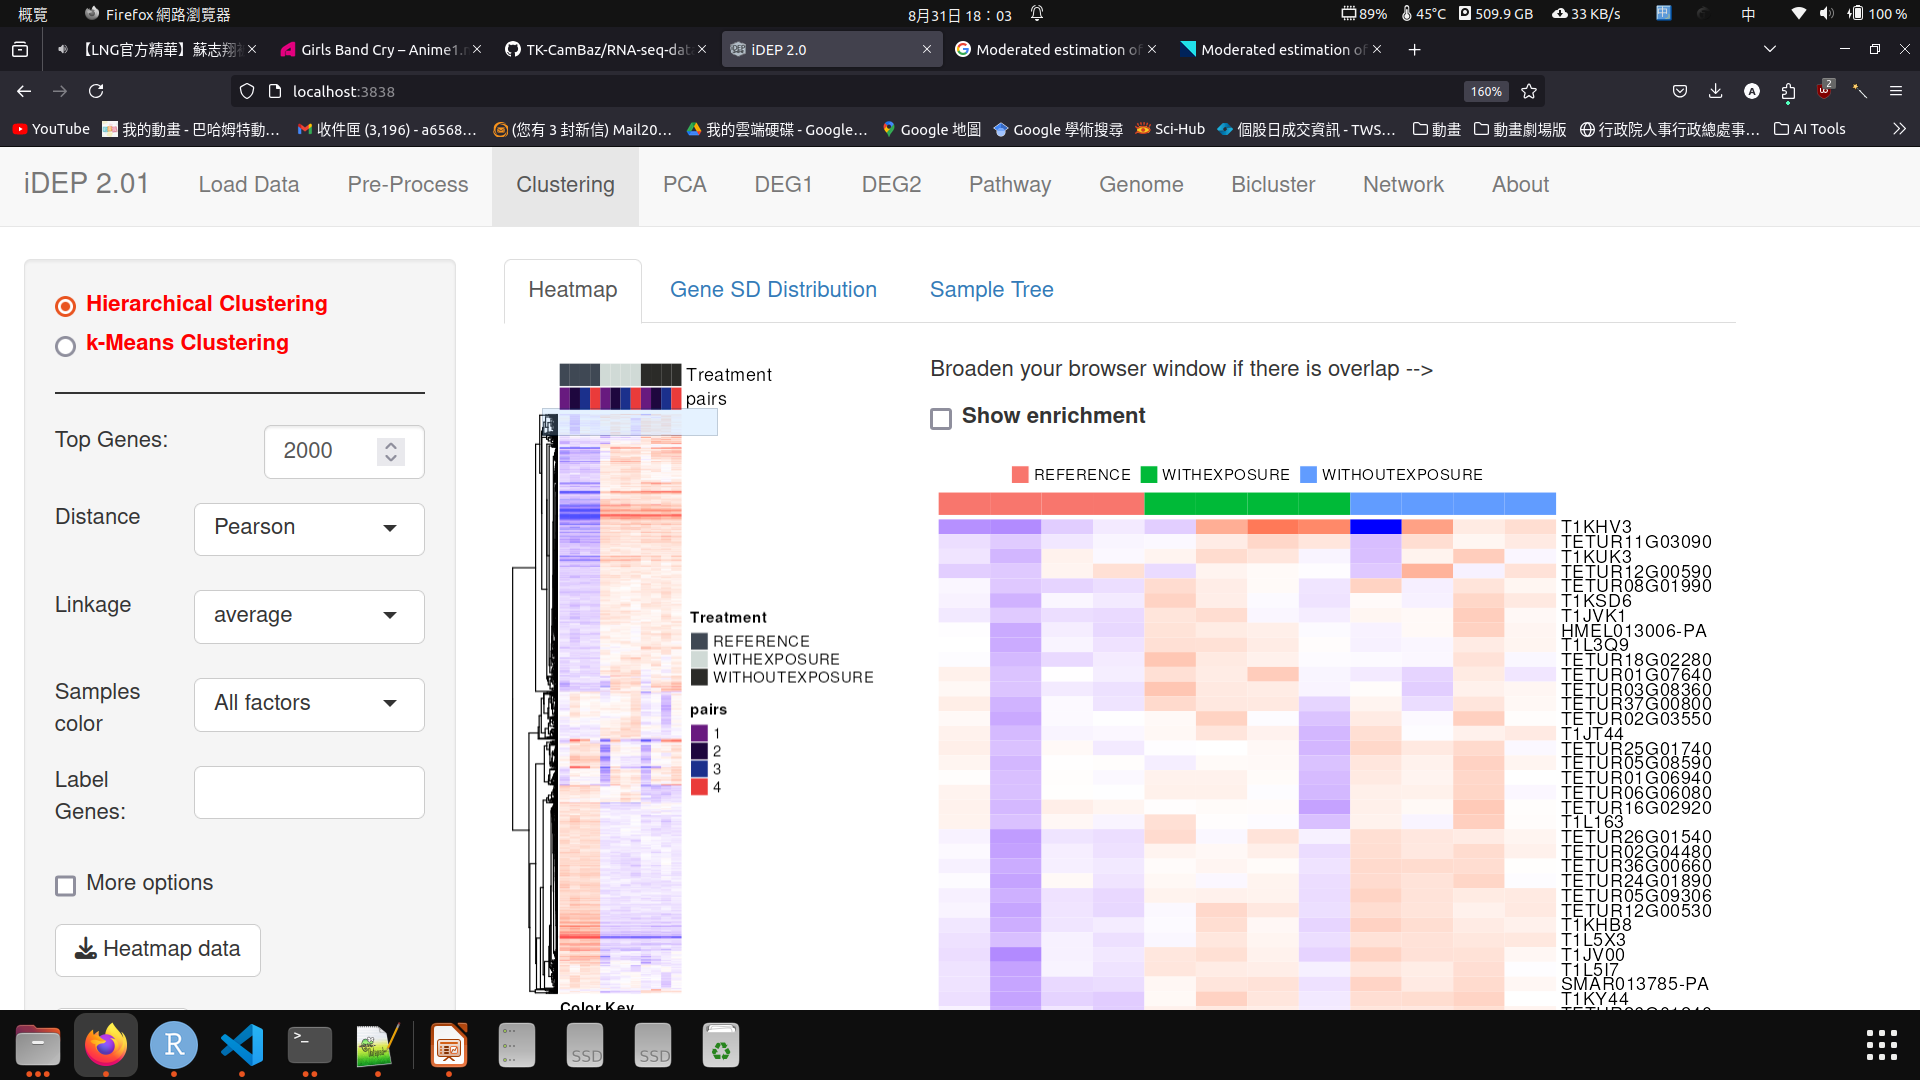 概覽
Firefox 網路瀏覽器
8月31日 18：03
89%
45°C
509.9 GB
33 KB/s
中
100 %
【LNG官方精華】蘇志翔
Girls Band Cry – Anime1.
TK-CamBaz/RNA-seq-dat
iDEP 2.0
Moderated estimation of
Moderated estimation of
localhost:3838
160%
2
YouTube
我的動畫 - 巴哈姆特動…
收件匣 (3,196) - a6568…
(您有 3 封新信) Mail20…
我的雲端硬碟 - Google…
Google 地圖
Google 學術搜尋
Sci-Hub
個股日成交資訊 - TWS…
動畫
動畫劇場版
行政院人事行政總處事…
AI Tools
iDEP 2.01
Load Data
Pre-Process
Clustering
PCA
DEG1
DEG2
Pathway
Genome
Bicluster
Network
About
Hierarchical Clustering
k-Means Clustering
Top Genes:
2000
Distance
Pearson
Linkage
average
Samples
color
All factors
Label
Genes:
More options
Heatmap data
Heatmap
Gene SD Distribution
Sample Tree
Treatment
pairs
Treatment
REFERENCE
WITHEXPOSURE
WITHOUTEXPOSURE
pairs
1
2
3
4
Color Key
Broaden your browser window if there is overlap -->
Show enrichment
REFERENCE
WITHEXPOSURE
WITHOUTEXPOSURE
T1KHV3
TETUR11G03090
T1KUK3
TETUR12G00590
TETUR08G01990
T1KSD6
T1JVK1
HMEL013006-PA
T1L3Q9
TETUR18G02280
TETUR01G07640
TETUR03G08360
TETUR37G00800
TETUR02G03550
T1JT44
TETUR25G01740
TETUR05G08590
TETUR01G06940
TETUR06G06080
TETUR16G02920
T1L163
TETUR26G01540
TETUR02G04480
TETUR36G00660
TETUR24G01890
TETUR05G09306
TETUR12G00530
T1KHB8
T1L5X3
T1JV00
T1L5I7
SMAR013785-PA
T1KY44
SSD
SSD